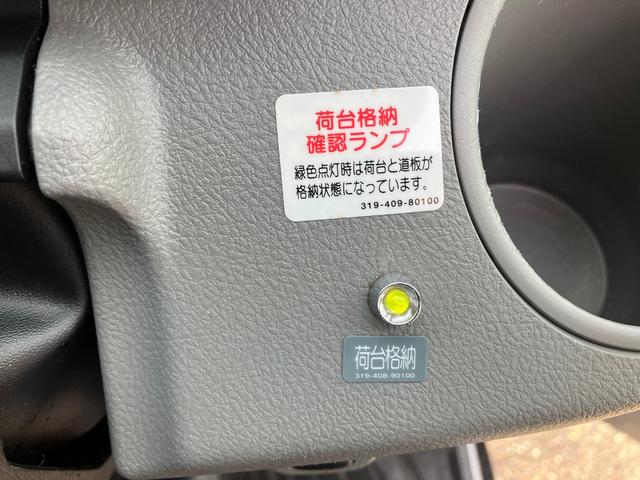 荷台格納
確認ランプ
緑色点灯時は荷台と道板が
格納状態になっています。
319-409-80100
荷台格納
319-408-90100